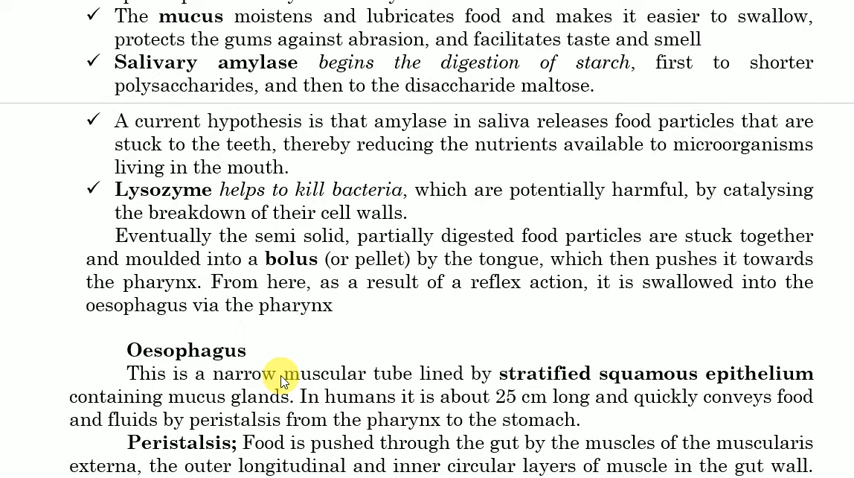 ✓ The mucus moistens and lubricates food and makes it easier to swallow,
protects the gums against abrasion, and facilitates taste and smell
✓ Salivary amylase begins the digestion of starch, first to shorter
polysaccharides, and then to the disaccharide maltose.
✓ A current hypothesis is that amylase in saliva releases food particles that are
stuck to the teeth, thereby reducing the nutrients available to microorganisms
living in the mouth.
✓ Lysozyme helps to kill bacteria, which are potentially harmful, by catalysing
the breakdown of their cell walls.
Eventually the semi solid, partially digested food particles are stuck together
and moulded into a bolus (or pellet) by the tongue, which then pushes it towards
the pharynx. From here, as a result of a reflex action, it is swallowed into the
oesophagus via the pharynx
Oesophagus
This is a narrow muscular tube lined by stratified squamous epithelium
containing mucus glands. In humans it is about 25 cm long and quickly conveys food
and fluids by peristalsis from the pharynx to the stomach.
Peristalsis; Food is pushed through the gut by the muscles of the muscularis
externa, the outer longitudinal and inner circular layers of muscle in the gut wall.